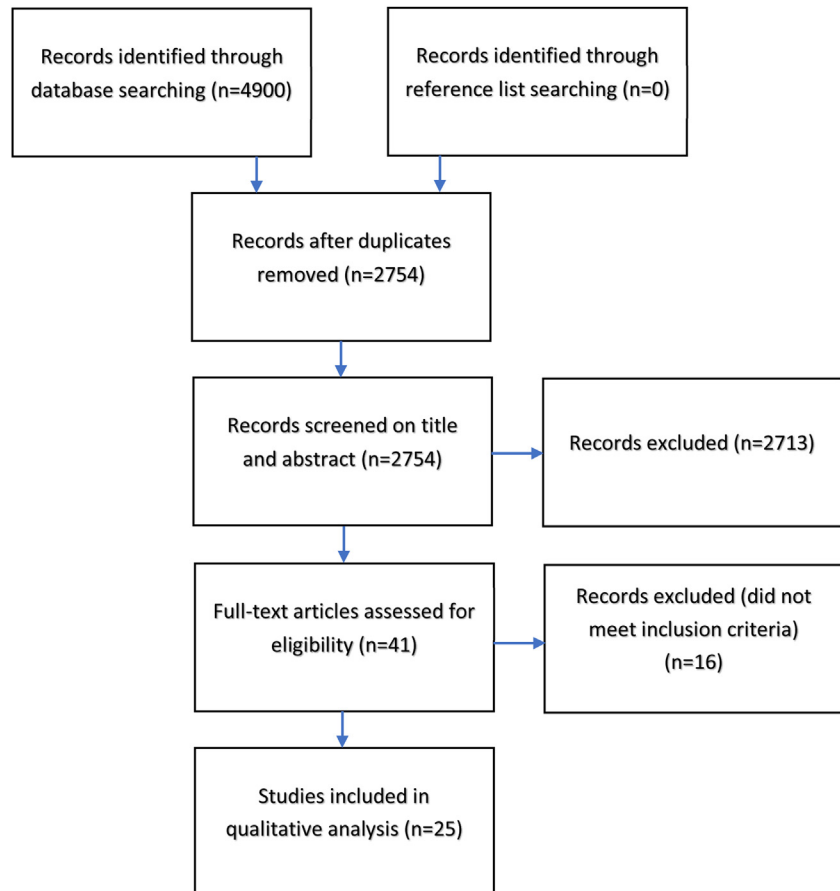 Records identified through
database searching (n=4900)
Records identified through
reference list searching (n=0)
Records after duplicates
removed (n=2754)
Records screened on title
and abstract (n=2754)
Records excluded (n=2713)
Full-text articles assessed for
eligibility (n=41)
Records excluded (did not
meet inclusion criteria)
(n=16)
Studies included in
qualitative analysis (n=25)